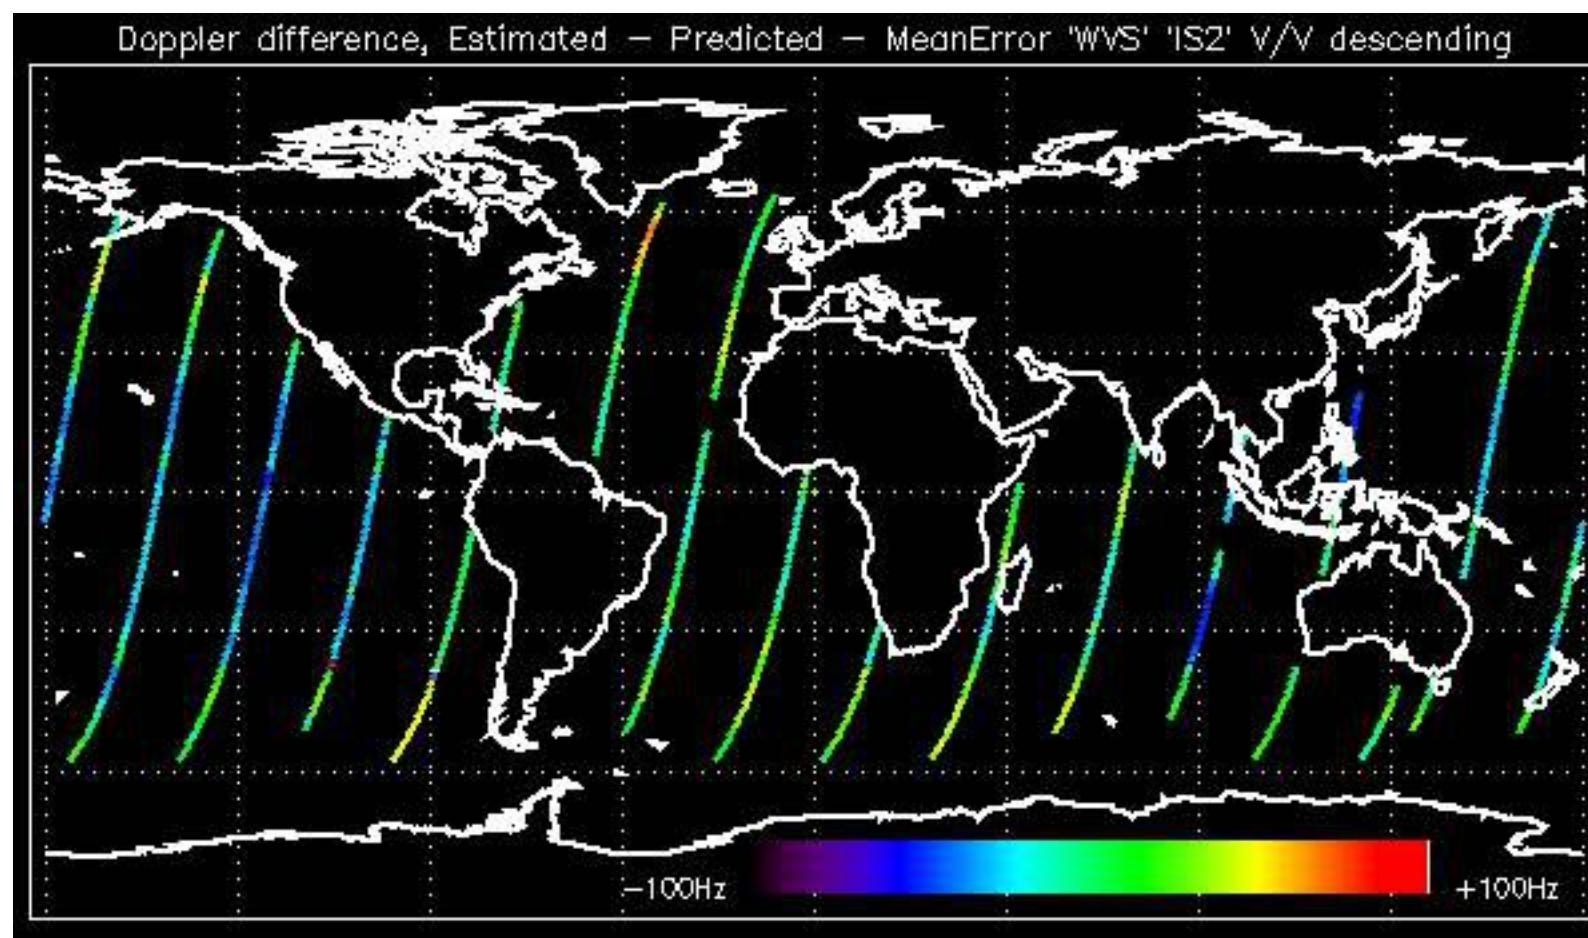 Doppler difference, Estimated – Predicted – MeanError 'WVS' 'IS2' V/V descending
−100Hz +100Hz